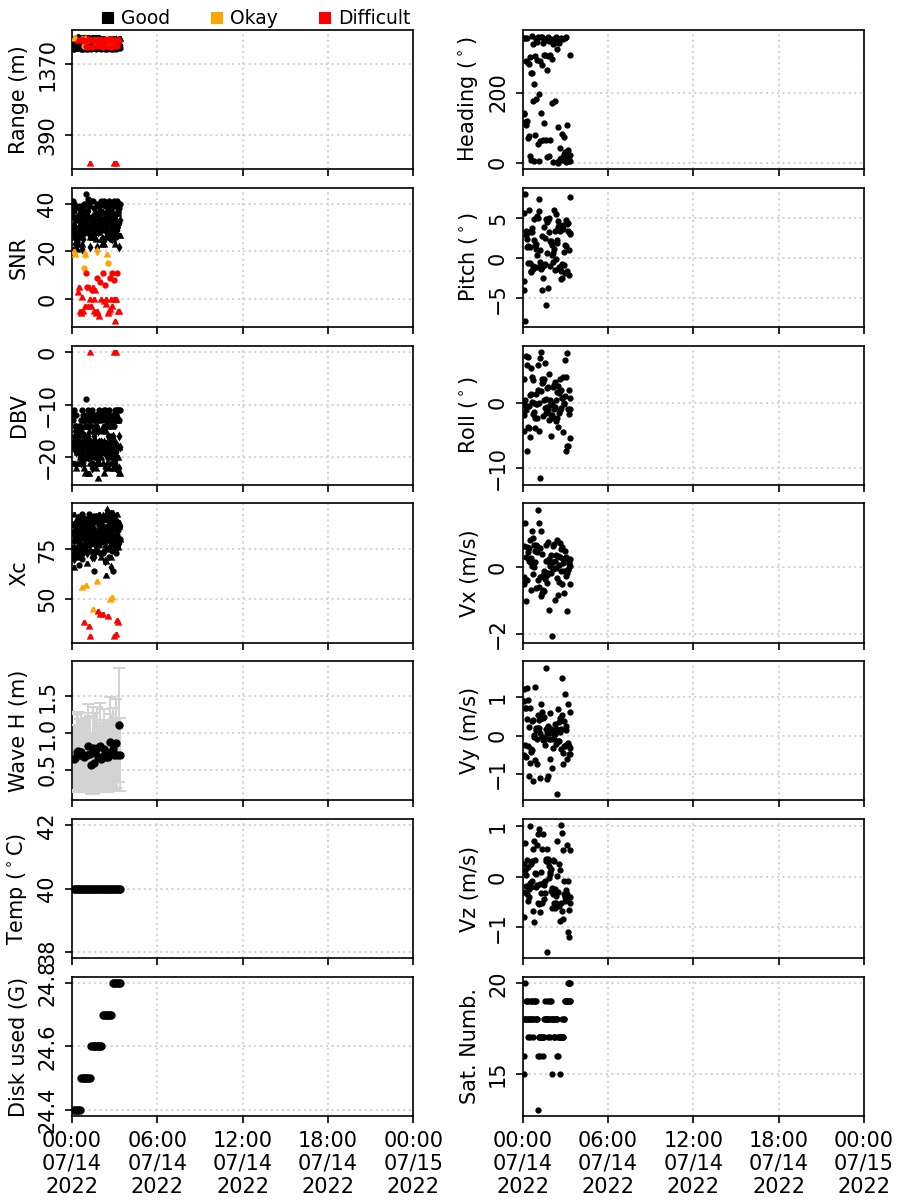 Good Okay Difficult
Range (m)
1370
390
Heading (°)
200
0
SNR
40
20
0
Pitch (°)
5
0
−5
DBV
0
−10
−20
Roll (°)
0
−10
Xc
75
50
Vx (m/s)
0
−2
Wave H (m)
1.5
1.0
0.5
Vy (m/s)
1
0
−1
Temp (°C)
42
40
38
Vz (m/s)
1
0
−1
Disk used (G)
24.8
24.6
24.4
Sat. Numb.
20
15
00:00 06:00 12:00 18:00 00:00
07/14 07/14 07/14 07/14 07/15
2022 2022 2022 2022 2022
00:00 06:00 12:00 18:00 00:00
07/14 07/14 07/14 07/14 07/15
2022 2022 2022 2022 2022